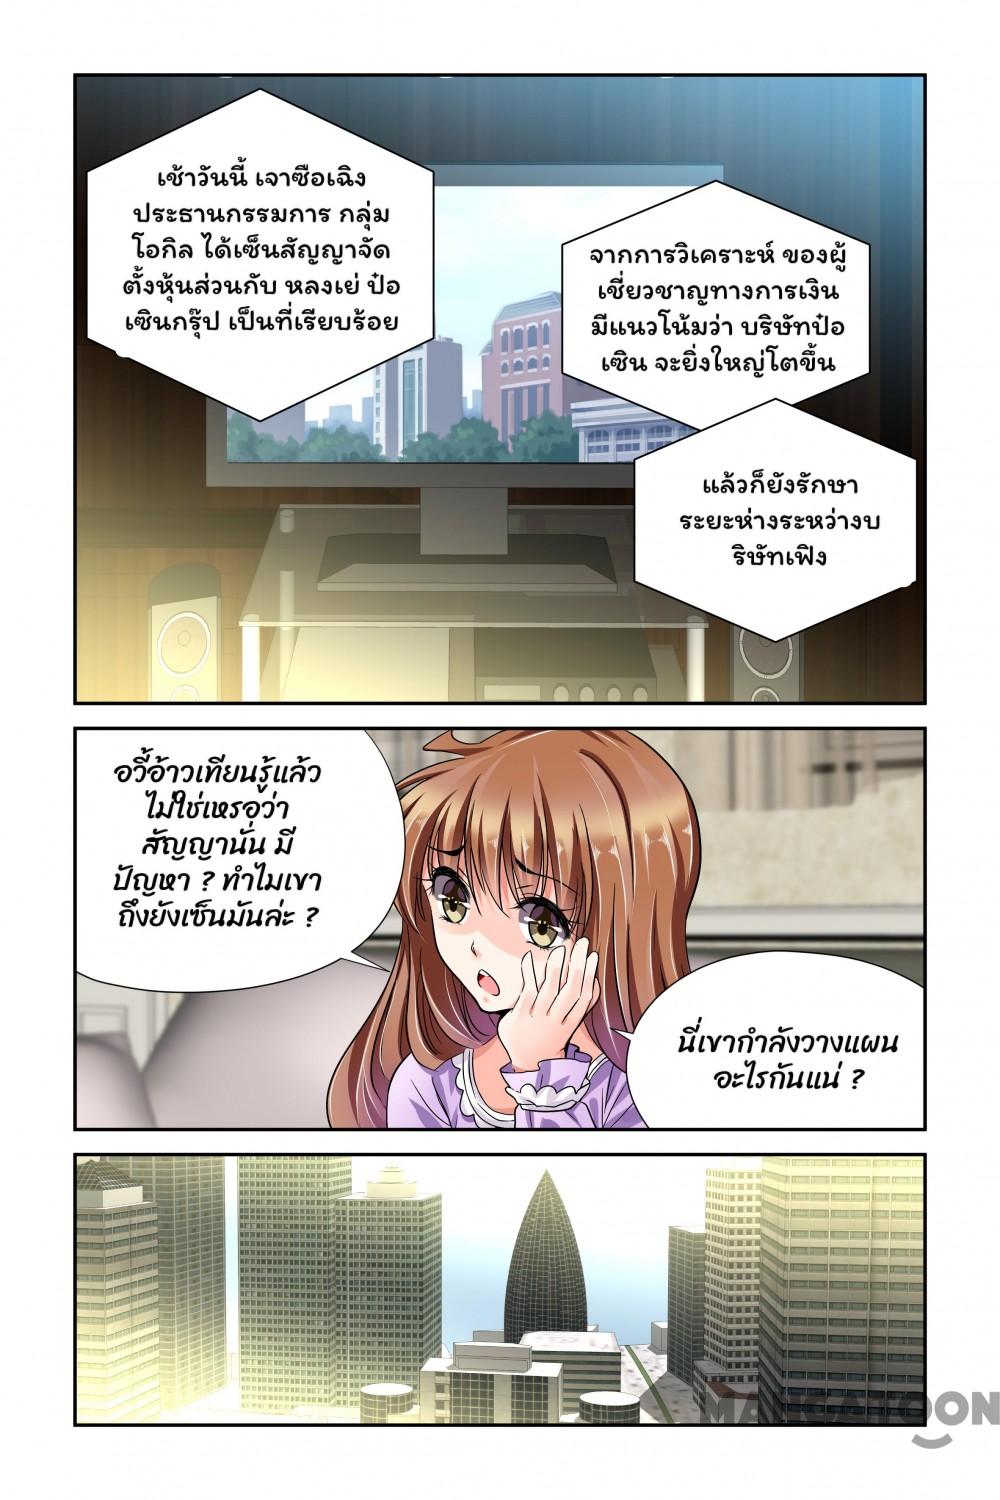 เช้าวันนี้ เจาซือเฉิง
ประธานกรรมการ กลุ่ม
โอกิล ได้เซ็นสัญญาจัด
ตั้งหุ้นส่วนกับ หลงเย่ ป๋อ
เซินกรุ๊ป เป็นที่เรียบร้อย
จากการวิเคราะห์ ของผู้
เชี่ยวชาญทางการเงิน
มีแนวโน้มว่า บริษัทป๋อ
เซิน จะยิ่งใหญ่โตขึ้น
แล้วก็ยังรักษา
ระยะห่างระหว่างบ
ริษัทเฟิง
อวี้อ้าวเทียนรู้แล้ว
ไม่ใช่เหรอว่า
สัญญานั่น มี
ปัญหา ? ทำไมเขา
ถึงยังเซ็นมันล่ะ ?
นี่เขากำลังวางแผน
อะไรกันแน่ ?
MANGATOON